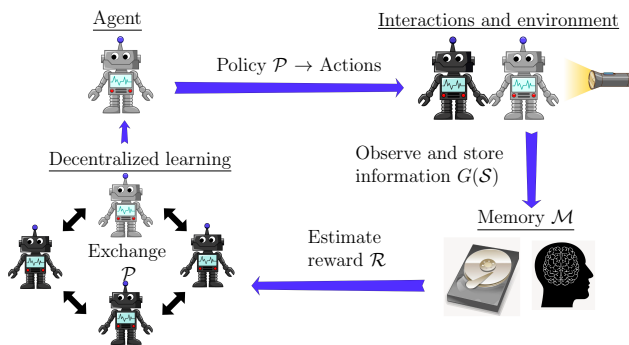 Agent
Interactions and environment
Policy 𝒫 → Actions
Observe and store
information G(𝒮)
Decentralized learning
Memory ℳ
Exchange
𝒫
Estimate
reward ℛ